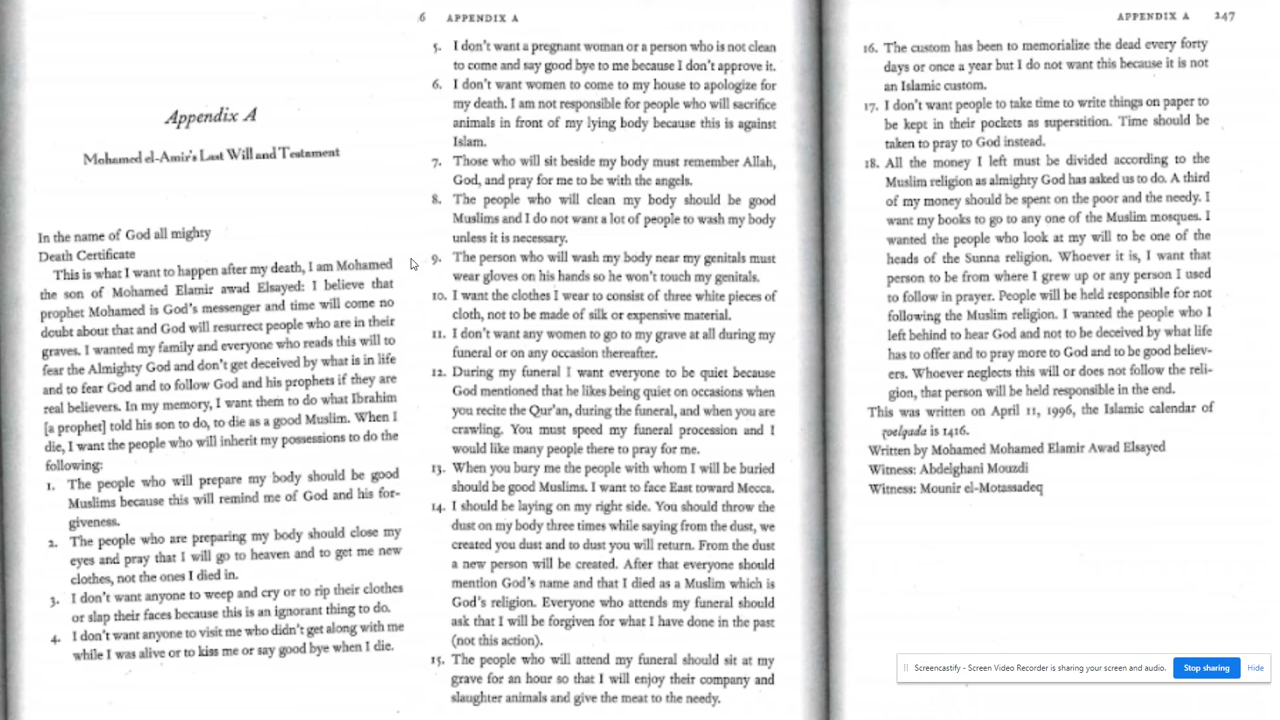 Appendix A
Mohamed el-Amir's Last Will and Testament
In the name of God all mighty
Death Certificate
This is what I want to happen after my death, I am Mohamed
the son of Mohamed Elamir awad Elsayed: I believe that
prophet Mohamed is God's messenger and time will come no
doubt about that and God will resurrect people who are in their
graves. I wanted my family and everyone who reads this will to
fear the Almighty God and don't get deceived by what is in life
and to fear God and to follow God and his prophets if they are
real believers. In my memory, I want them to do what Ibrahim
[a prophet] told his son to do, to die as a good Muslim. When I
die, I want the people who will inherit my possessions to do the
following:
1. The people who will prepare my body should be good
Muslims because this will remind me of God and his for-
giveness.
2. The people who are preparing my body should close my
eyes and pray that I will go to heaven and to get me new
clothes, not the ones I died in.
3. I don't want anyone to weep and cry or to rip their clothes
or slap their faces because this is an ignorant thing to do.
4. I don't want anyone to visit me who didn't get along with me
while I was alive or to kiss me or say good bye when I die.
6 APPENDIX A
5. I don't want a pregnant woman or a person who is not clean
to come and say good bye to me because I don't approve it.
6. I don't want women to come to my house to apologize for
my death. I am not responsible for people who will sacrifice
animals in front of my lying body because this is against
Islam.
7. Those who will sit beside my body must remember Allah,
God, and pray for me to be with the angels.
8. The people who will clean my body should be good
Muslims and I do not want a lot of people to wash my body
unless it is necessary.
9. The person who will wash my body near my genitals must
wear gloves on his hands so he won't touch my genitals.
10. I want the clothes I wear to consist of three white pieces of
cloth, not to be made of silk or expensive material.
11. I don't want any women to go to my grave at all during my
funeral or on any occasion thereafter.
12. During my funeral I want everyone to be quiet because
God mentioned that he likes being quiet on occasions when
you recite the Qur'an, during the funeral, and when you are
crawling. You must speed my funeral procession and I
would like many people there to pray for me.
13. When you bury me the people with whom I will be buried
should be good Muslims. I want to face East toward Mecca.
14. I should be laying on my right side. You should throw the
dust on my body three times while saying from the dust, we
created you dust and to dust you will return. From the dust
a new person will be created. After that everyone should
mention God's name and that I died as a Muslim which is
God's religion. Everyone who attends my funeral should
ask that I will be forgiven for what I have done in the past
(not this action).
15. The people who will attend my funeral should sit at my
grave for an hour so that I will enjoy their company and
slaughter animals and give the meat to the needy.
APPENDIX A 247
16. The custom has been to memorialize the dead every forty
days or once a year but I do not want this because it is not
an Islamic custom.
17. I don't want people to take time to write things on paper to
be kept in their pockets as superstition. Time should be
taken to pray to God instead.
18. All the money I left must be divided according to the
Muslim religion as almighty God has asked us to do. A third
of my money should be spent on the poor and the needy. I
want my books to go to any one of the Muslim mosques. I
wanted the people who look at my will to be one of the
heads of the Sunna religion. Whoever it is, I want that
person to be from where I grew up or any person I used
to follow in prayer. People will be held responsible for not
following the Muslim religion. I wanted the people who I
left behind to hear God and not to be deceived by what life
has to offer and to pray more to God and to be good believ-
ers. Whoever neglects this will or does not follow the reli-
gion, that person will be held responsible in the end.
This was written on April 11, 1996, the Islamic calendar of
zoelqada is 1416.
Written by Mohamed Mohamed Elamir Awad Elsayed
Witness: Abdelghani Mouzdi
Witness: Mounir el-Motassadeq
Screencastify - Screen Video Recorder is sharing your screen and audio.
Stop sharing
Hide